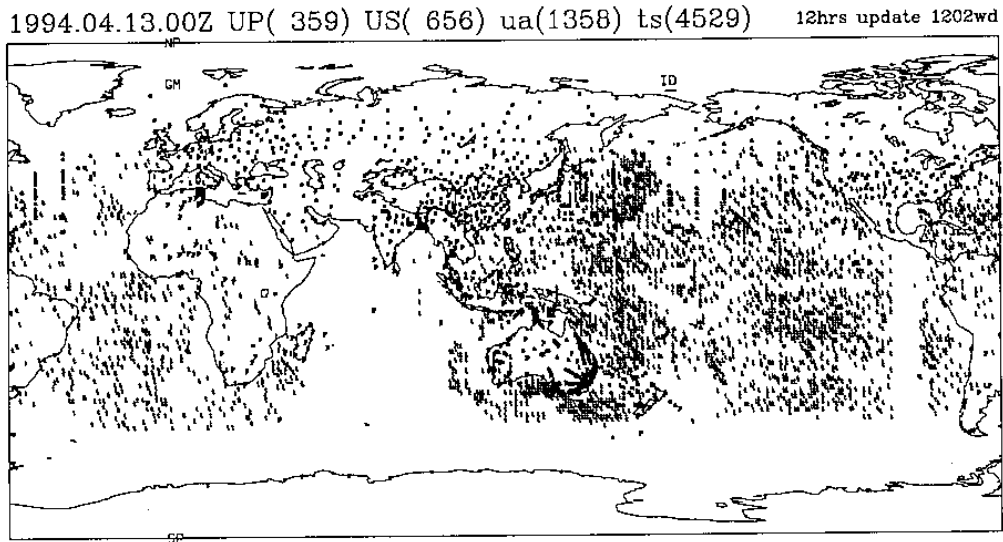 1994.04.13.00Z UP( 359) US( 656) ua(1358) ts(4529)
12hrs update 1202wd
NP
GM
ID
SP